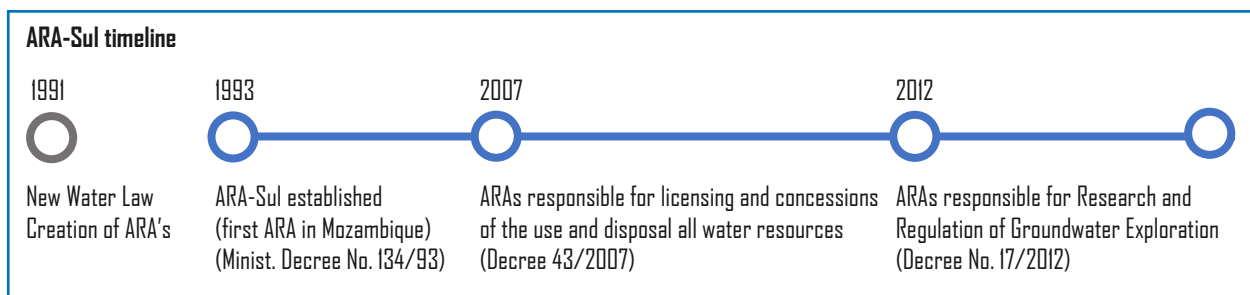 ARA-Sul timeline
1991
1993
2007
2012
New Water Law
Creation of ARA's
ARA-Sul established
(first ARA in Mozambique)
(Minist. Decree No. 134/93)
ARAs responsible for licensing and concessions
of the use and disposal all water resources
(Decree 43/2007)
ARAs responsible for Research and
Regulation of Groundwater Exploration
(Decree No. 17/2012)